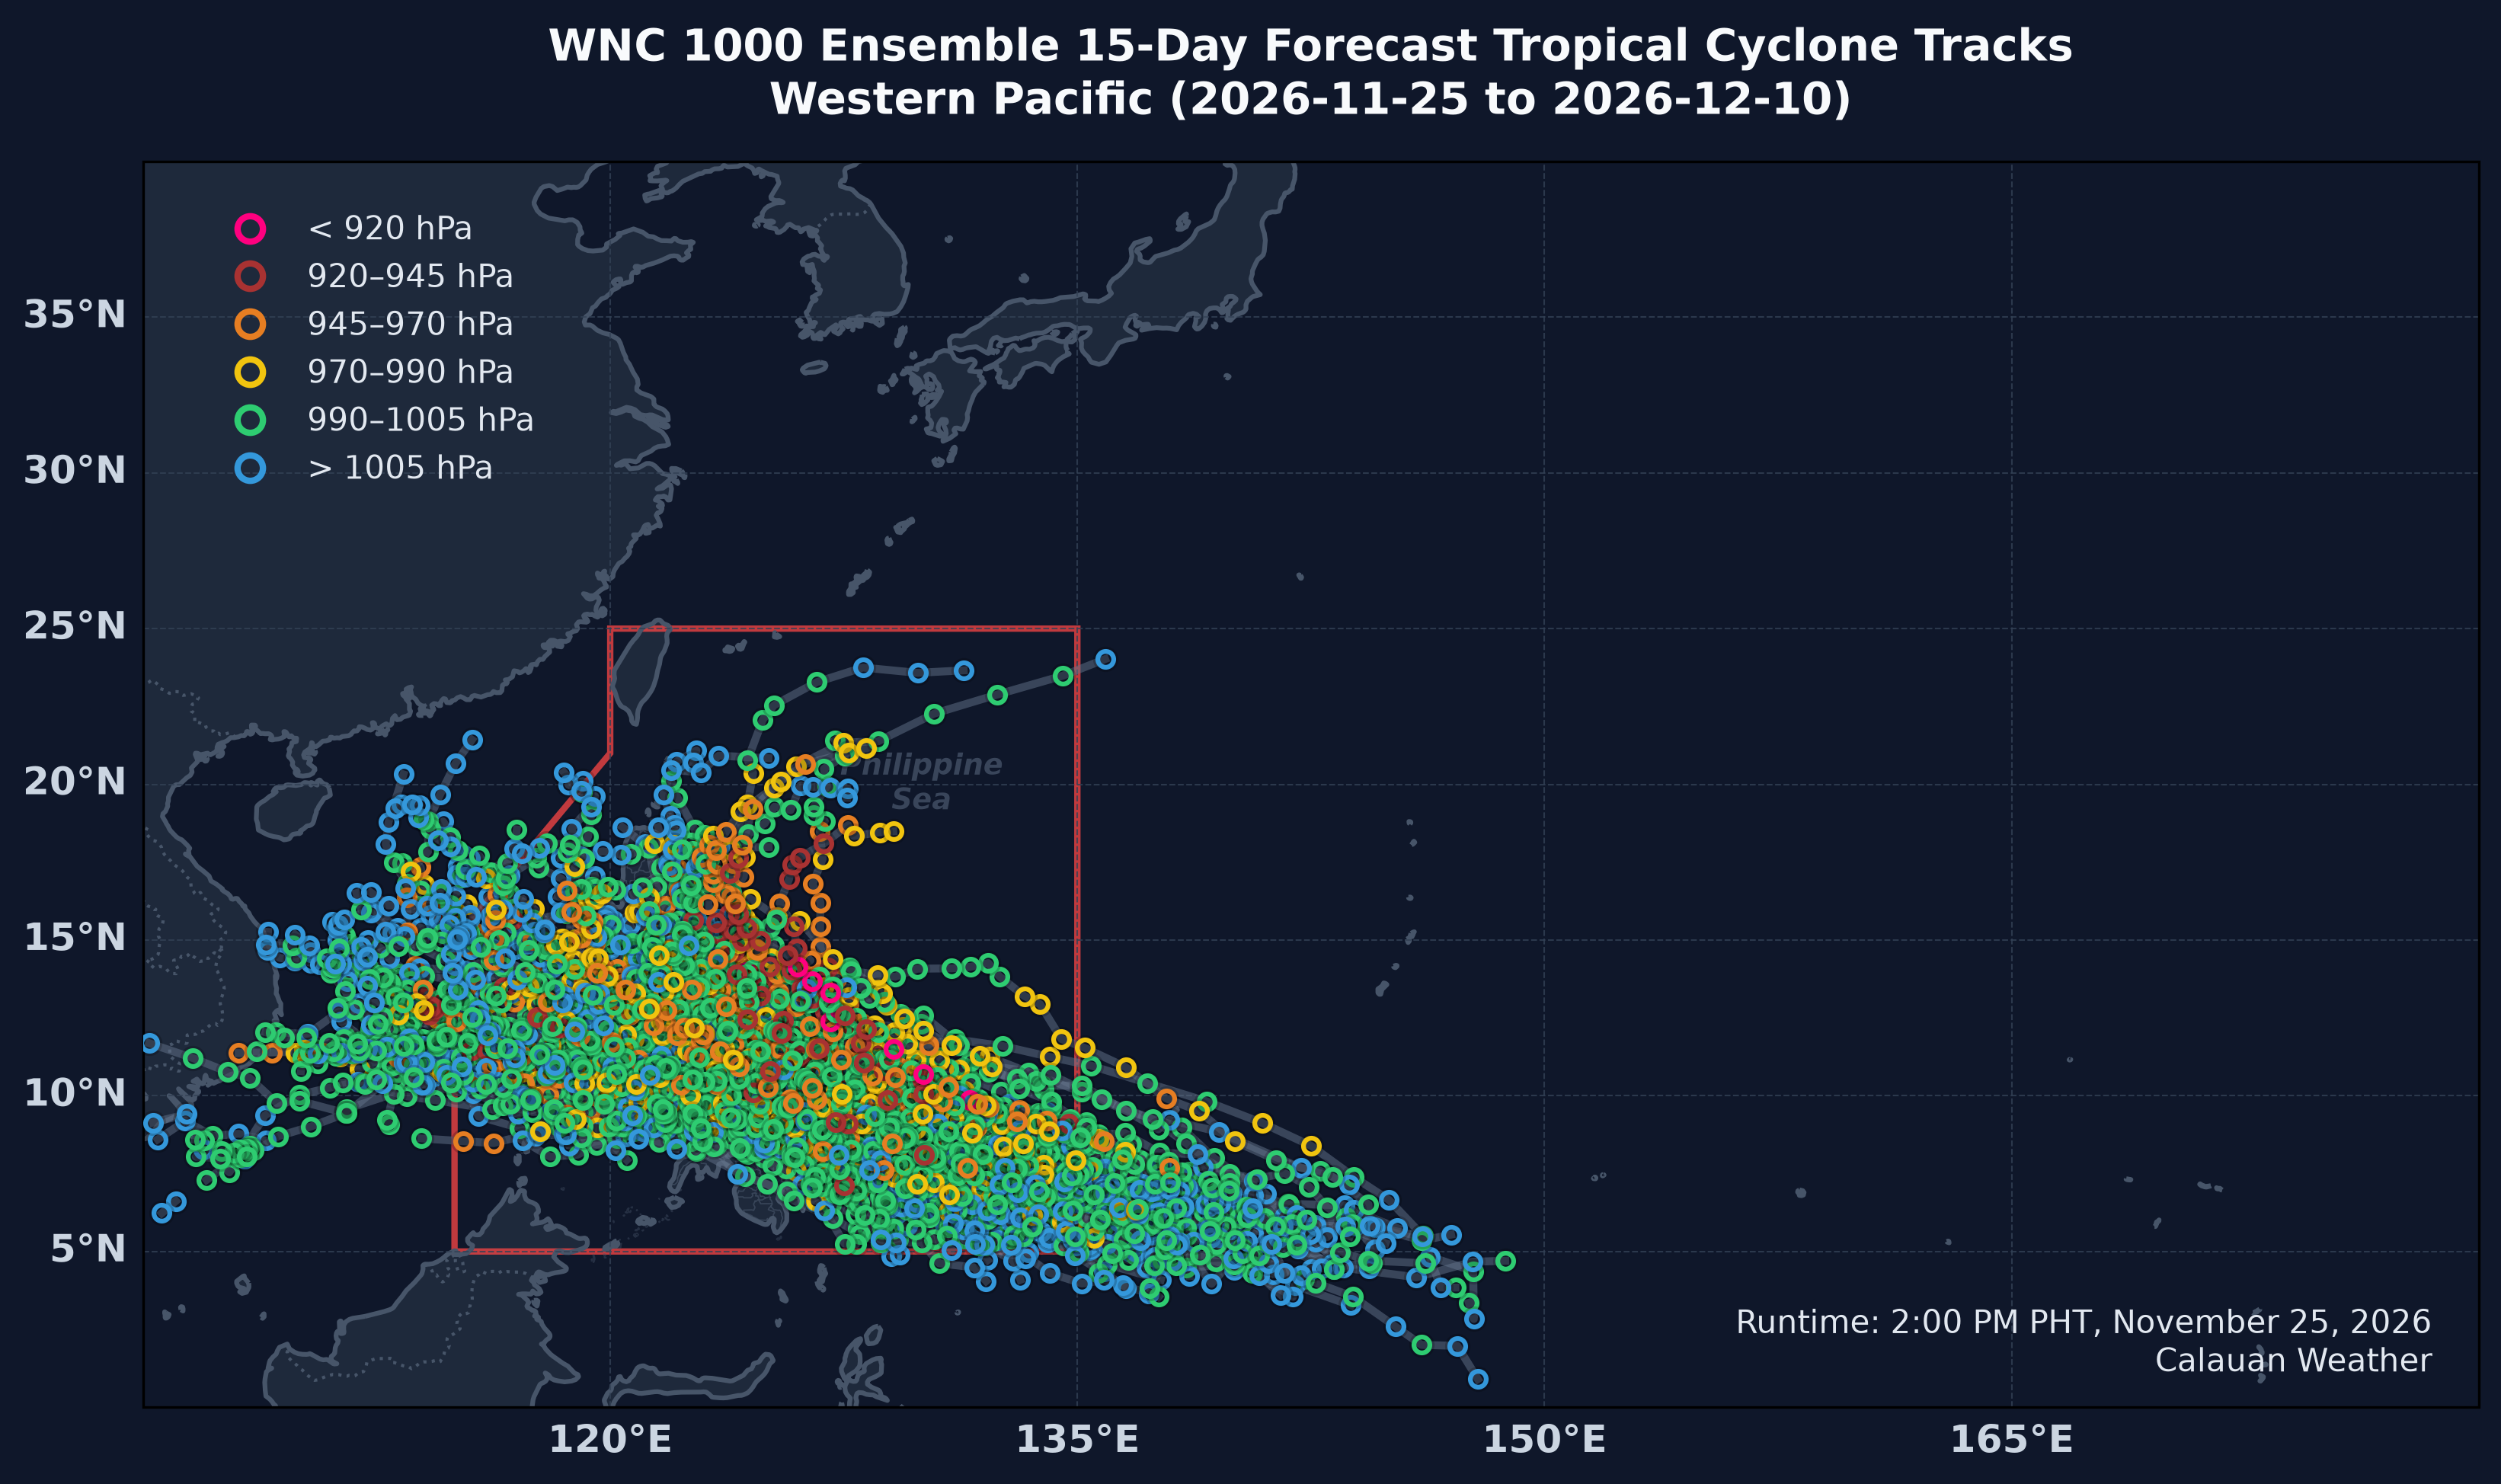 WNC 1000 Ensemble 15-Day Forecast Tropical Cyclone Tracks
Western Pacific (2026-11-25 to 2026-12-10)
< 920 hPa
920–945 hPa
945–970 hPa
970–990 hPa
990–1005 hPa
> 1005 hPa
35°N
30°N
25°N
20°N
15°N
10°N
5°N
Philippine
Sea
Runtime: 2:00 PM PHT, November 25, 2026
Calauan Weather
120°E
135°E
150°E
165°E